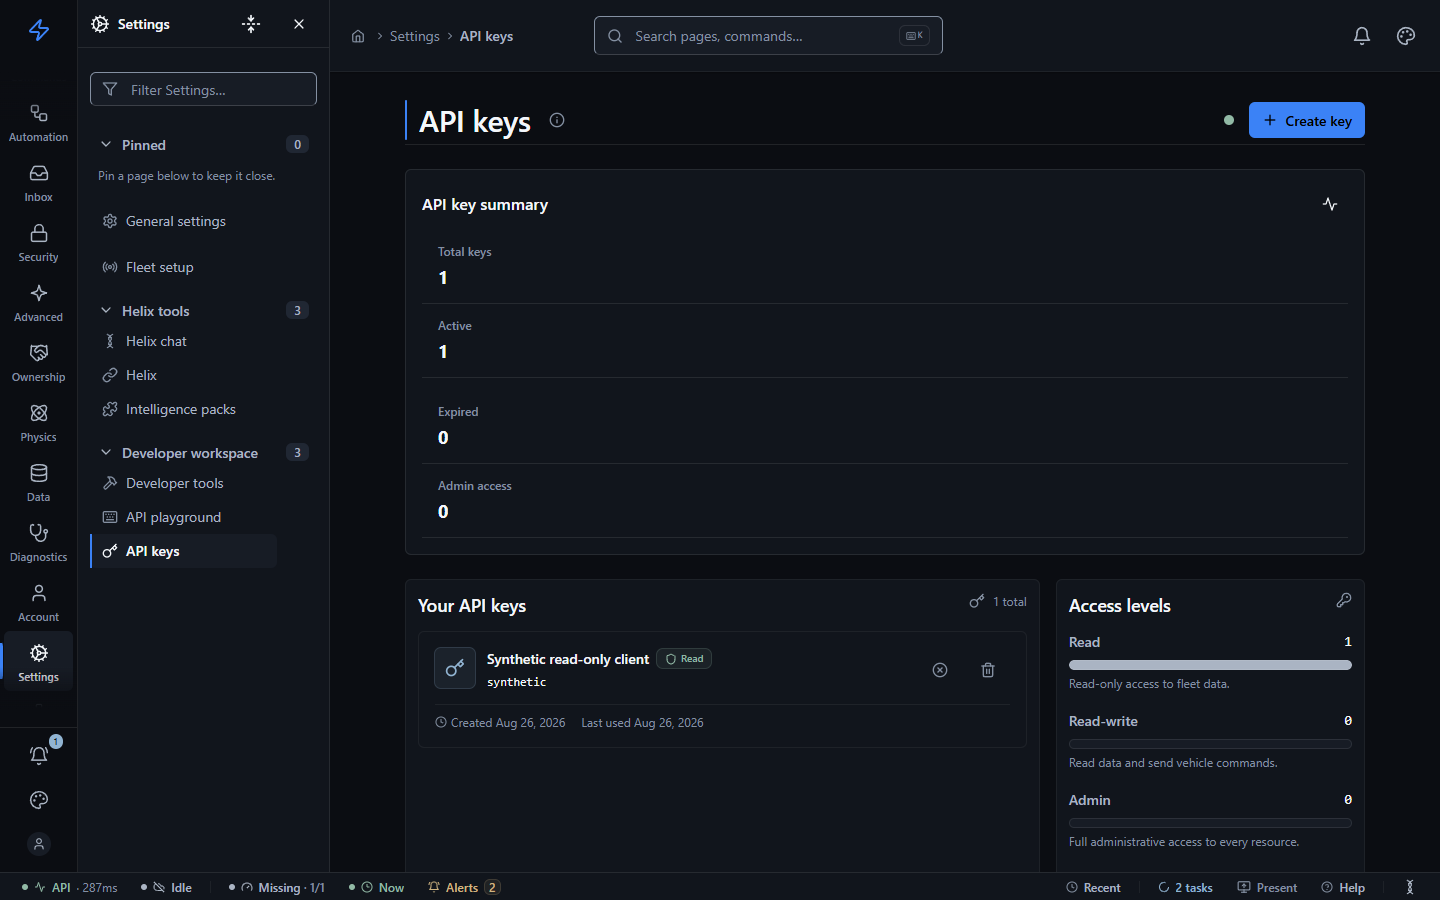 Settings
Settings
API keys
Search pages, commands...
K
Automation
Inbox
Security
Advanced
Ownership
Physics
Data
Diagnostics
Account
Settings
1
Filter Settings...
Pinned
0
Pin a page below to keep it close.
General settings
Fleet setup
Helix tools
3
Helix chat
Helix
Intelligence packs
Developer workspace
3
Developer tools
API playground
API keys
API keys
Create key
API key summary
Total keys
1
Active
1
Expired
0
Admin access
0
Your API keys
1 total
Synthetic read-only client
Read
synthetic
Created Aug 26, 2026
Last used Aug 26, 2026
Access levels
Read
1
Read-only access to fleet data.
Read-write
0
Read data and send vehicle commands.
Admin
0
Full administrative access to every resource.
API · 287ms
Idle
Missing · 1/1
Now
Alerts 2
Recent
2 tasks
Present
Help